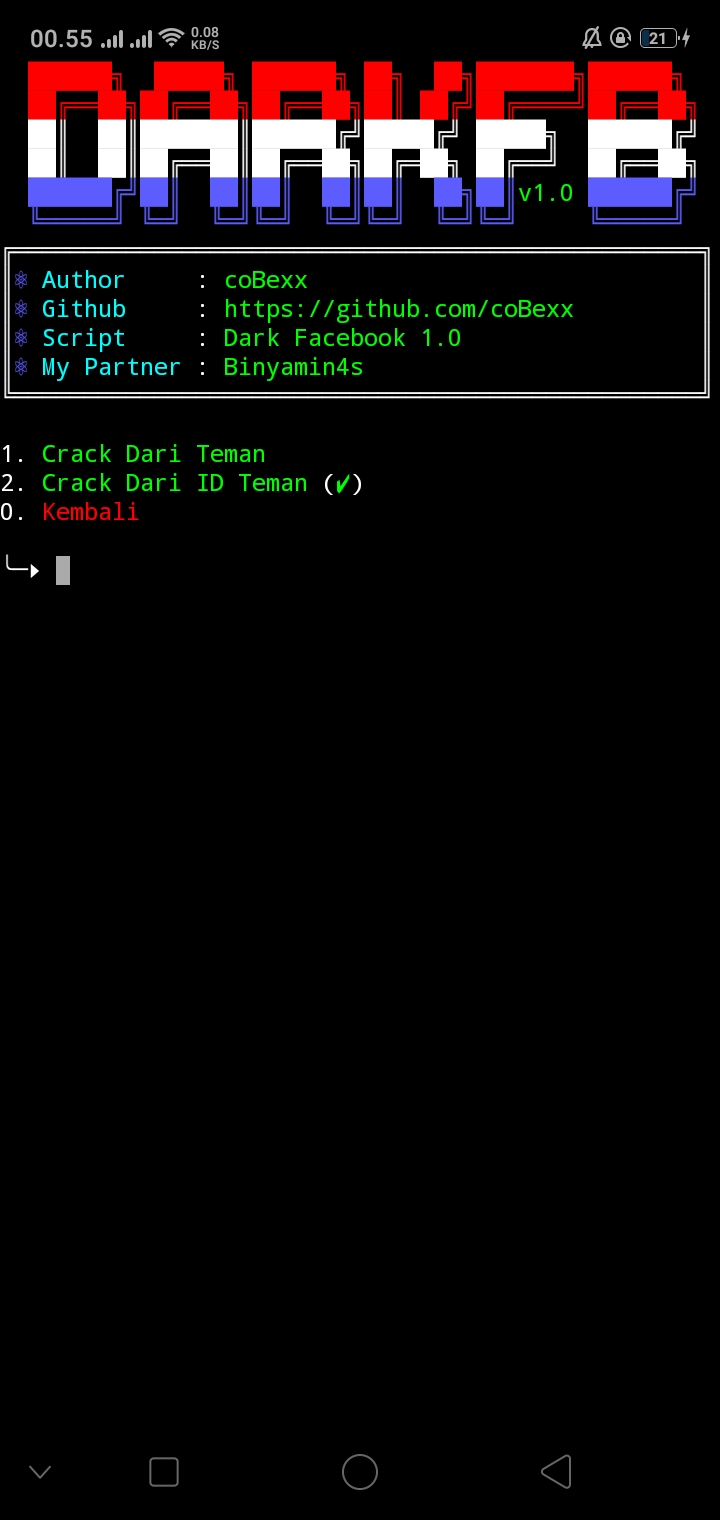 00.55 0.08 KB/S 21
DARKFB
v1.0
Author : coBexx
Github : https://github.com/coBexx
Script : Dark Facebook 1.0
My Partner : Binyamin4s
1. Crack Dari Teman
2. Crack Dari ID Teman (✔)
0. Kembali